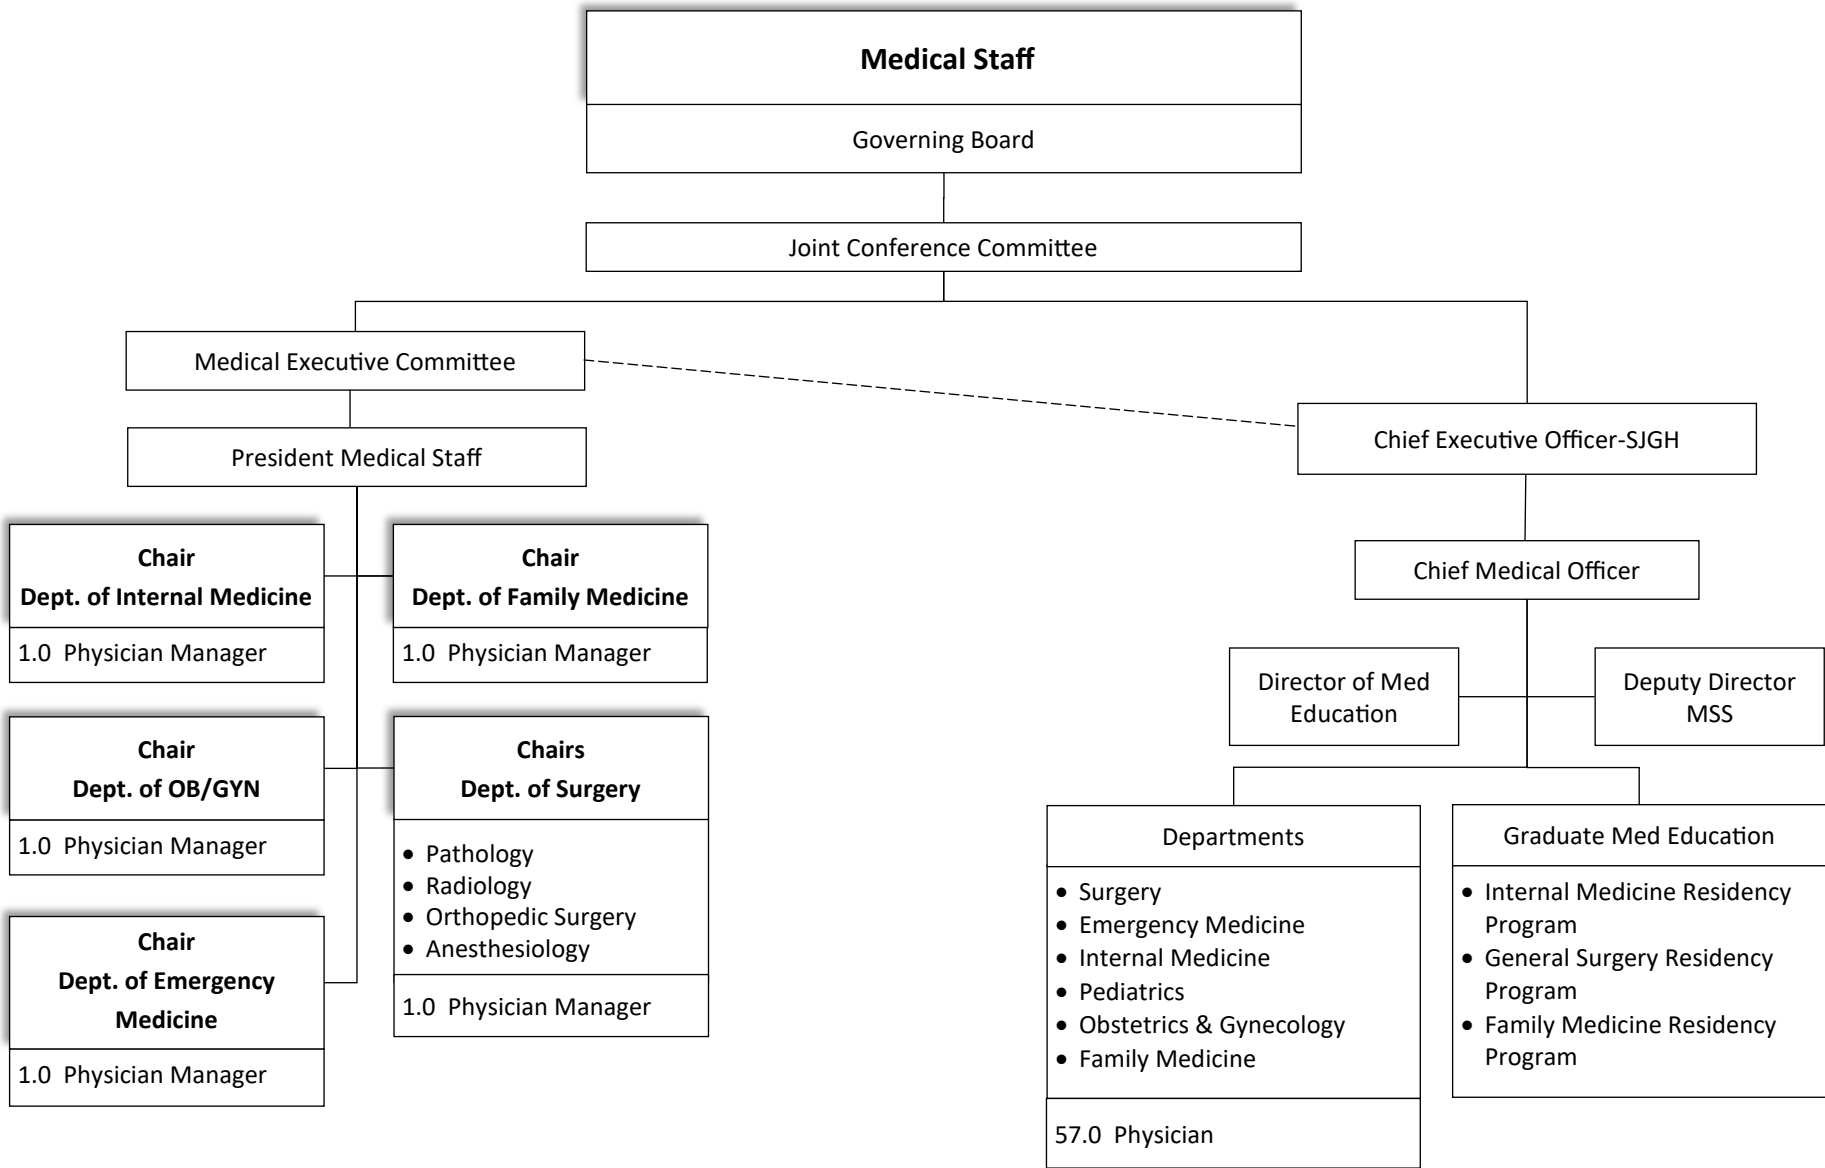 Medical Staff
Governing Board
Joint Conference Committee
Medical Executive Committee
Chief Executive Officer-SJGH
President Medical Staff
Chair
Dept. of Internal Medicine
1.0 Physician Manager
Chair
Dept. of Family Medicine
1.0 Physician Manager
Chair
Dept. of OB/GYN
1.0 Physician Manager
Chairs
Dept. of Surgery
• Pathology
• Radiology
• Orthopedic Surgery
• Anesthesiology
1.0 Physician Manager
Chair
Dept. of Emergency
Medicine
1.0 Physician Manager
Chief Medical Officer
Director of Med
Education
Deputy Director
MSS
Departments
• Surgery
• Emergency Medicine
• Internal Medicine
• Pediatrics
• Obstetrics & Gynecology
• Family Medicine
57.0 Physician
Graduate Med Education
• Internal Medicine Residency
Program
• General Surgery Residency
Program
• Family Medicine Residency
Program